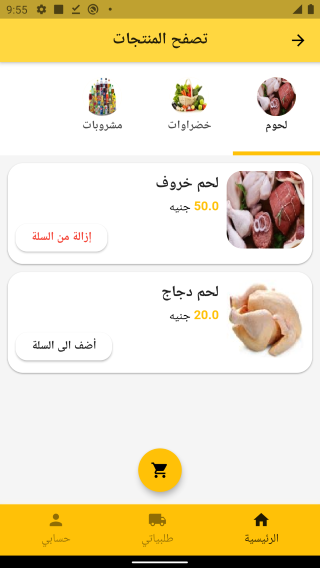 9:55
تصفح المنتجات
لحوم
خضراوات
مشروبات
لحم خروف
50.0 جنيه
إزالة من السلة
لحم دجاج
20.0 جنيه
أضف الى السلة
الرئيسية
طلبياتي
حسابي